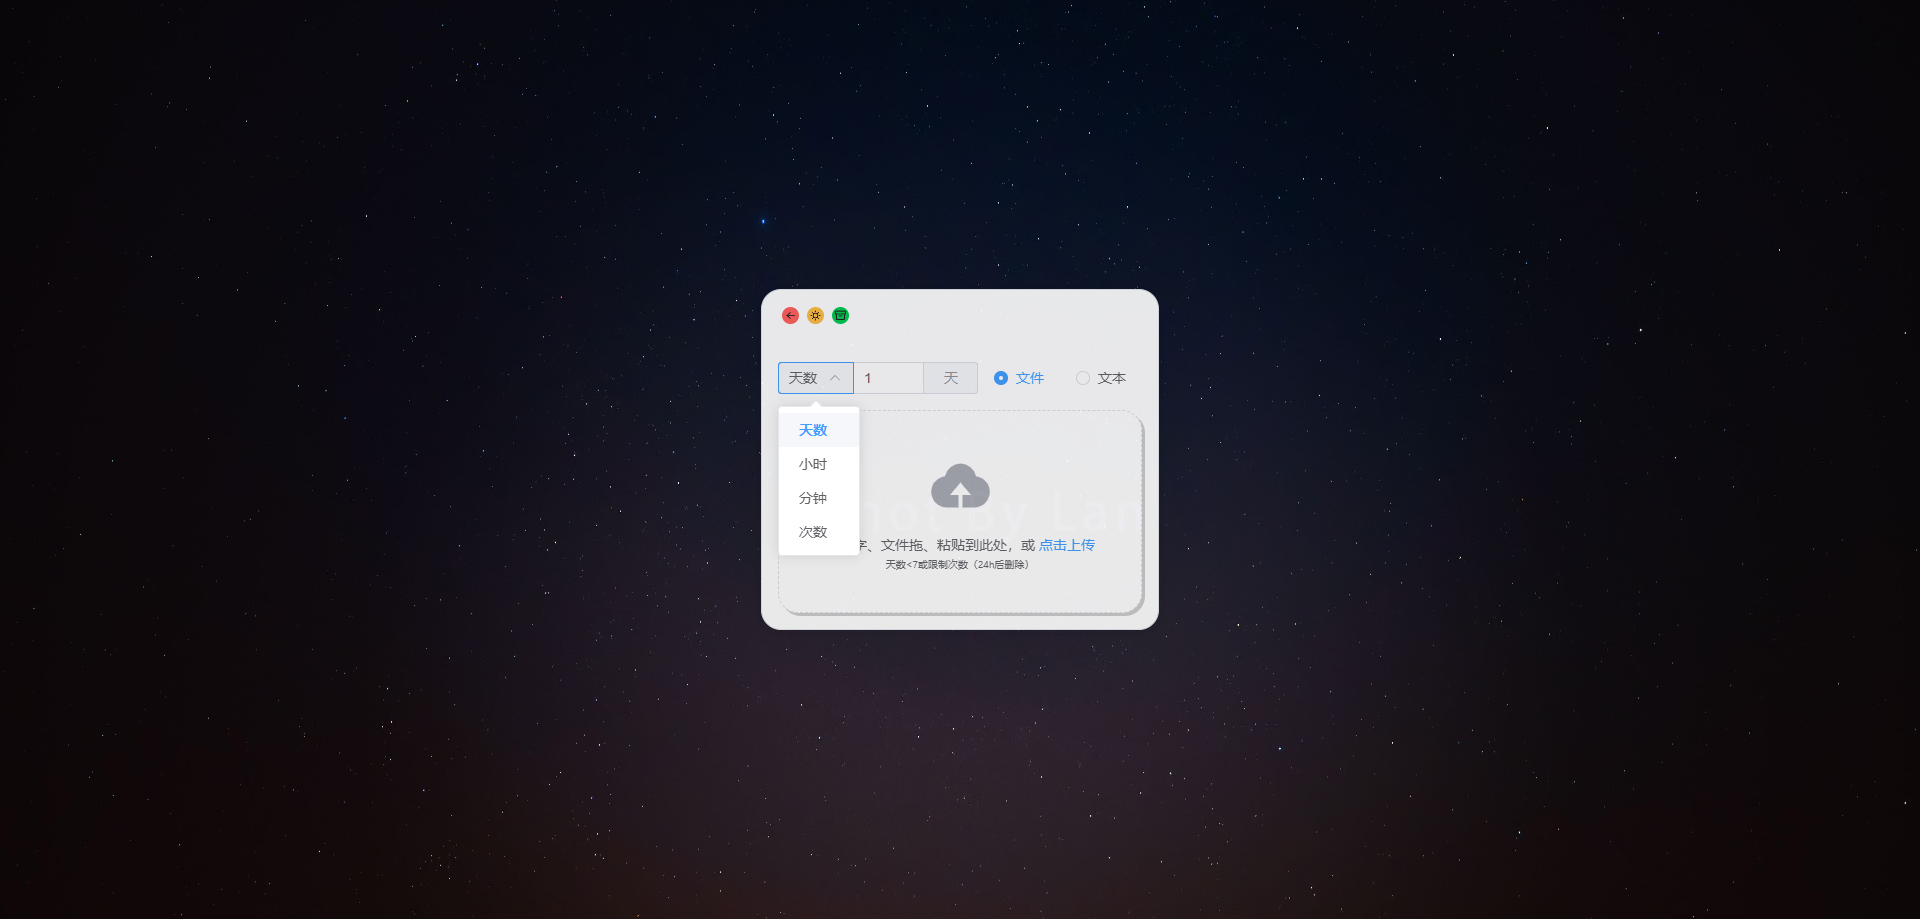 天数 1 天 文件 文本
天数
小时
分钟
次数
By Lan
、文件拖、粘贴到此处，或 点击上传
天数<7或限制次数（24h后删除）